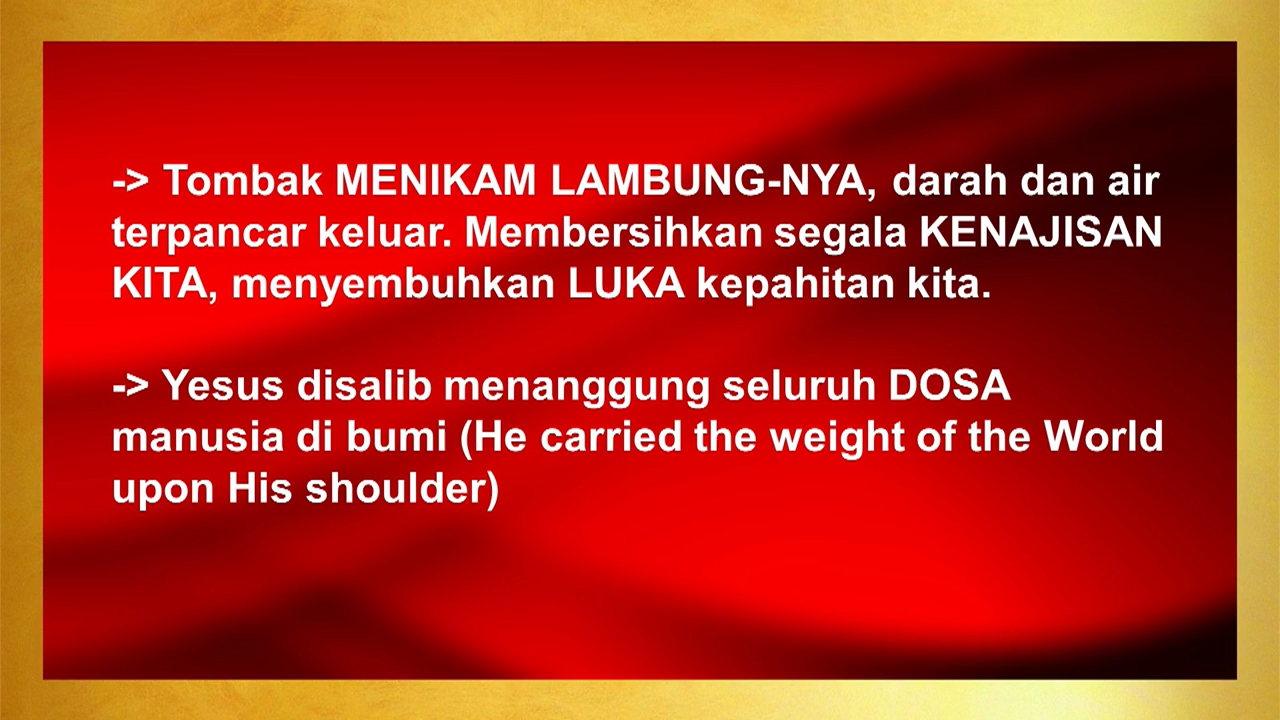 -> Tombak MENIKAM LAMBUNG-NYA, darah dan air
terpancar keluar. Membersihkan segala KENAJISAN
KITA, menyembuhkan LUKA kepahitan kita.
-> Yesus disalib menanggung seluruh DOSA
manusia di bumi (He carried the weight of the World
upon His shoulder)